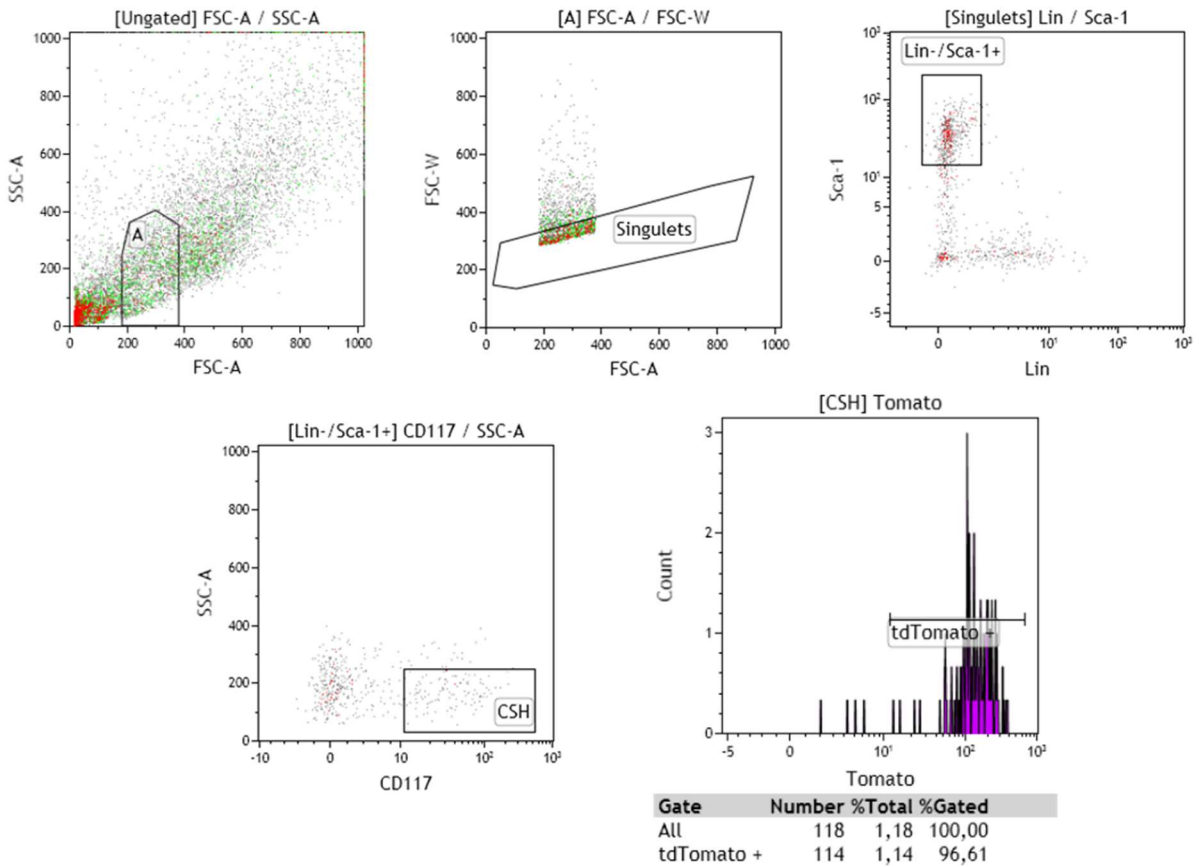 [Ungated] FSC-A / SSC-A
1000
800
600
400
200
0
SSC-A
A
0 200 400 600 800 1000
FSC-A
[A] FSC-A / FSC-W
1000
800
600
400
200
0
FSC-W
Singulets
0 200 400 600 800 1000
FSC-A
[Singulets] Lin / Sca-1
10³
10²
10¹
5
0
-5
Sca-1
Lin-/Sca-1+
0 10¹ 10² 10³
Lin
[Lin-/Sca-1+] CD117 / SSC-A
1000
800
600
400
200
0
SSC-A
CSH
-10 0 10 10² 10³
CD117
[CSH] Tomato
3
2
1
0
Count
tdTomato +
-5 0 10¹ 10² 10³
Tomato
Gate Number %Total %Gated
All 118 1,18 100,00
tdTomato + 114 1,14 96,61